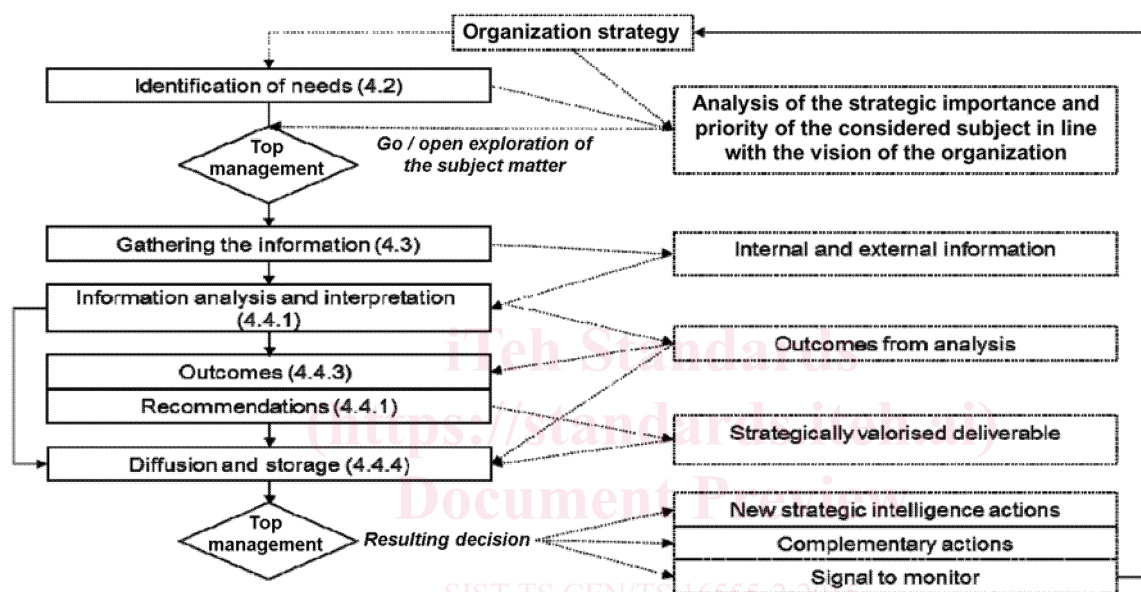 Organization strategy
Identification of needs (4.2)
Analysis of the strategic importance and
priority of the considered subject in line
with the vision of the organization
Top
management
Go / open exploration of
the subject matter
Gathering the information (4.3)
Internal and external information
Information analysis and interpretation
(4.4.1)
iTeh Standards
Outcomes from analysis
Outcomes (4.4.3)
Recommendations (4.4.1)
(https://standards.iteh.ai)
Strategically valorised deliverable
Diffusion and storage (4.4.4)
Document Preview
New strategic intelligence actions
Top
management
Resulting decision
Complementary actions
Signal to monitor